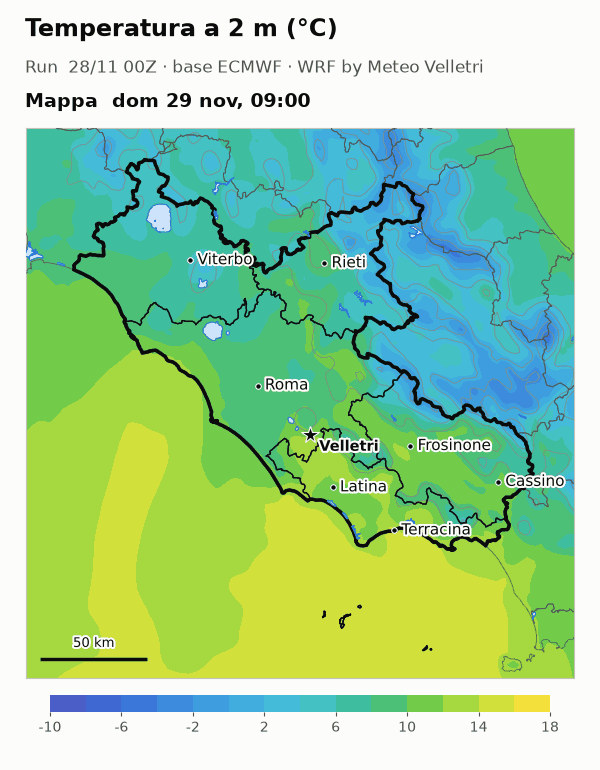 Temperatura a 2 m (°C)
Run  28/11 00Z · base ECMWF · WRF by Meteo Velletri
Mappa  dom 29 nov, 09:00
Viterbo
Rieti
Roma
Velletri
Frosinone
Cassino
Latina
Terracina
50 km
-10 -6 -2 2 6 10 14 18